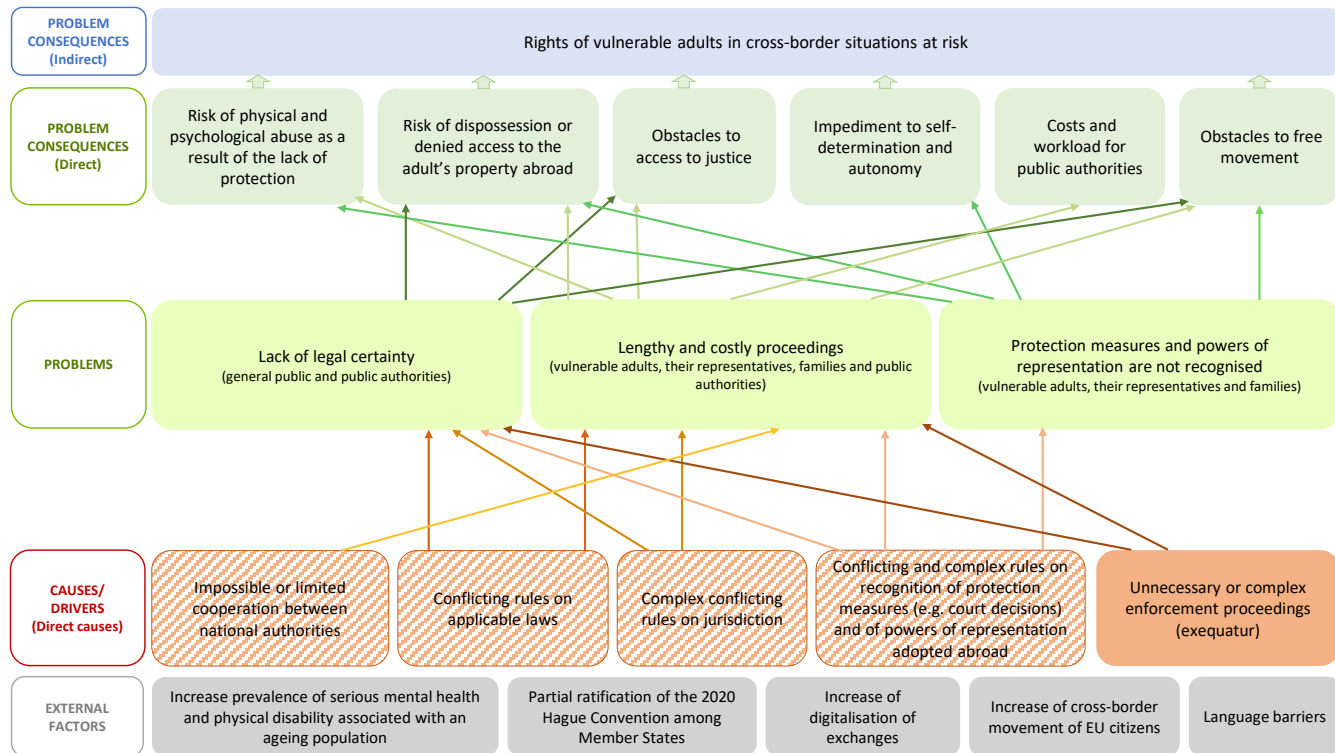 PROBLEM
CONSEQUENCES
(Indirect)
Rights of vulnerable adults in cross-border situations at risk
PROBLEM
CONSEQUENCES
(Direct)
Risk of physical and
psychological abuse as a
result of the lack of
protection
Risk of dispossession or
denied access to the
adult's property abroad
Obstacles to
access to justice
Impediment to self-
determination and
autonomy
Costs and
workload for
public authorities
Obstacles to free
movement
PROBLEMS
Lack of legal certainty
(general public and public authorities)
Lengthy and costly proceedings
(vulnerable adults, their representatives, families and public
authorities)
Protection measures and powers of
representation are not recognised
(vulnerable adults, their representatives and families)
CAUSES/
DRIVERS
(Direct causes)
Impossible or limited
cooperation between
national authorities
Conflicting rules on
applicable laws
Complex conflicting
rules on jurisdiction
Conflicting and complex rules on
recognition of protection
measures (e.g. court decisions)
and of powers of representation
adopted abroad
Unnecessary or complex
enforcement proceedings
(exequatur)
EXTERNAL
FACTORS
Increase prevalence of serious mental health
and physical disability associated with an
ageing population
Partial ratification of the 2020
Hague Convention among
Member States
Increase of
digitalisation of
exchanges
Increase of cross-border
movement of EU citizens
Language barriers